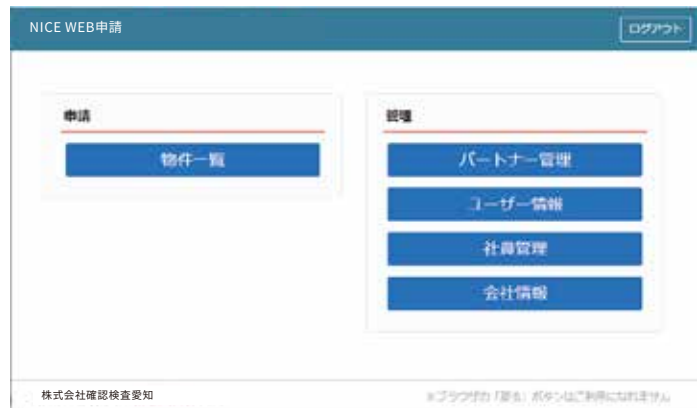 NICE WEB申請
ログアウト
申請
物件一覧
管理
パートナー管理
ユーザー情報
社員管理
会社情報
株式会社確認検査愛知
※ブラウザの「戻る」ボタンはご利用になれません